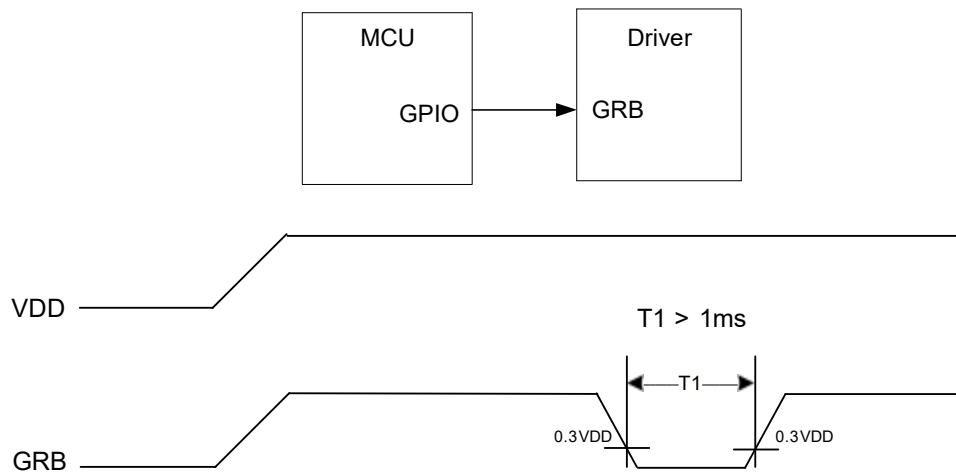 MCU
Driver
GPIO
GRB
VDD
T1 > 1ms
T1
0.3VDD
0.3VDD
GRB